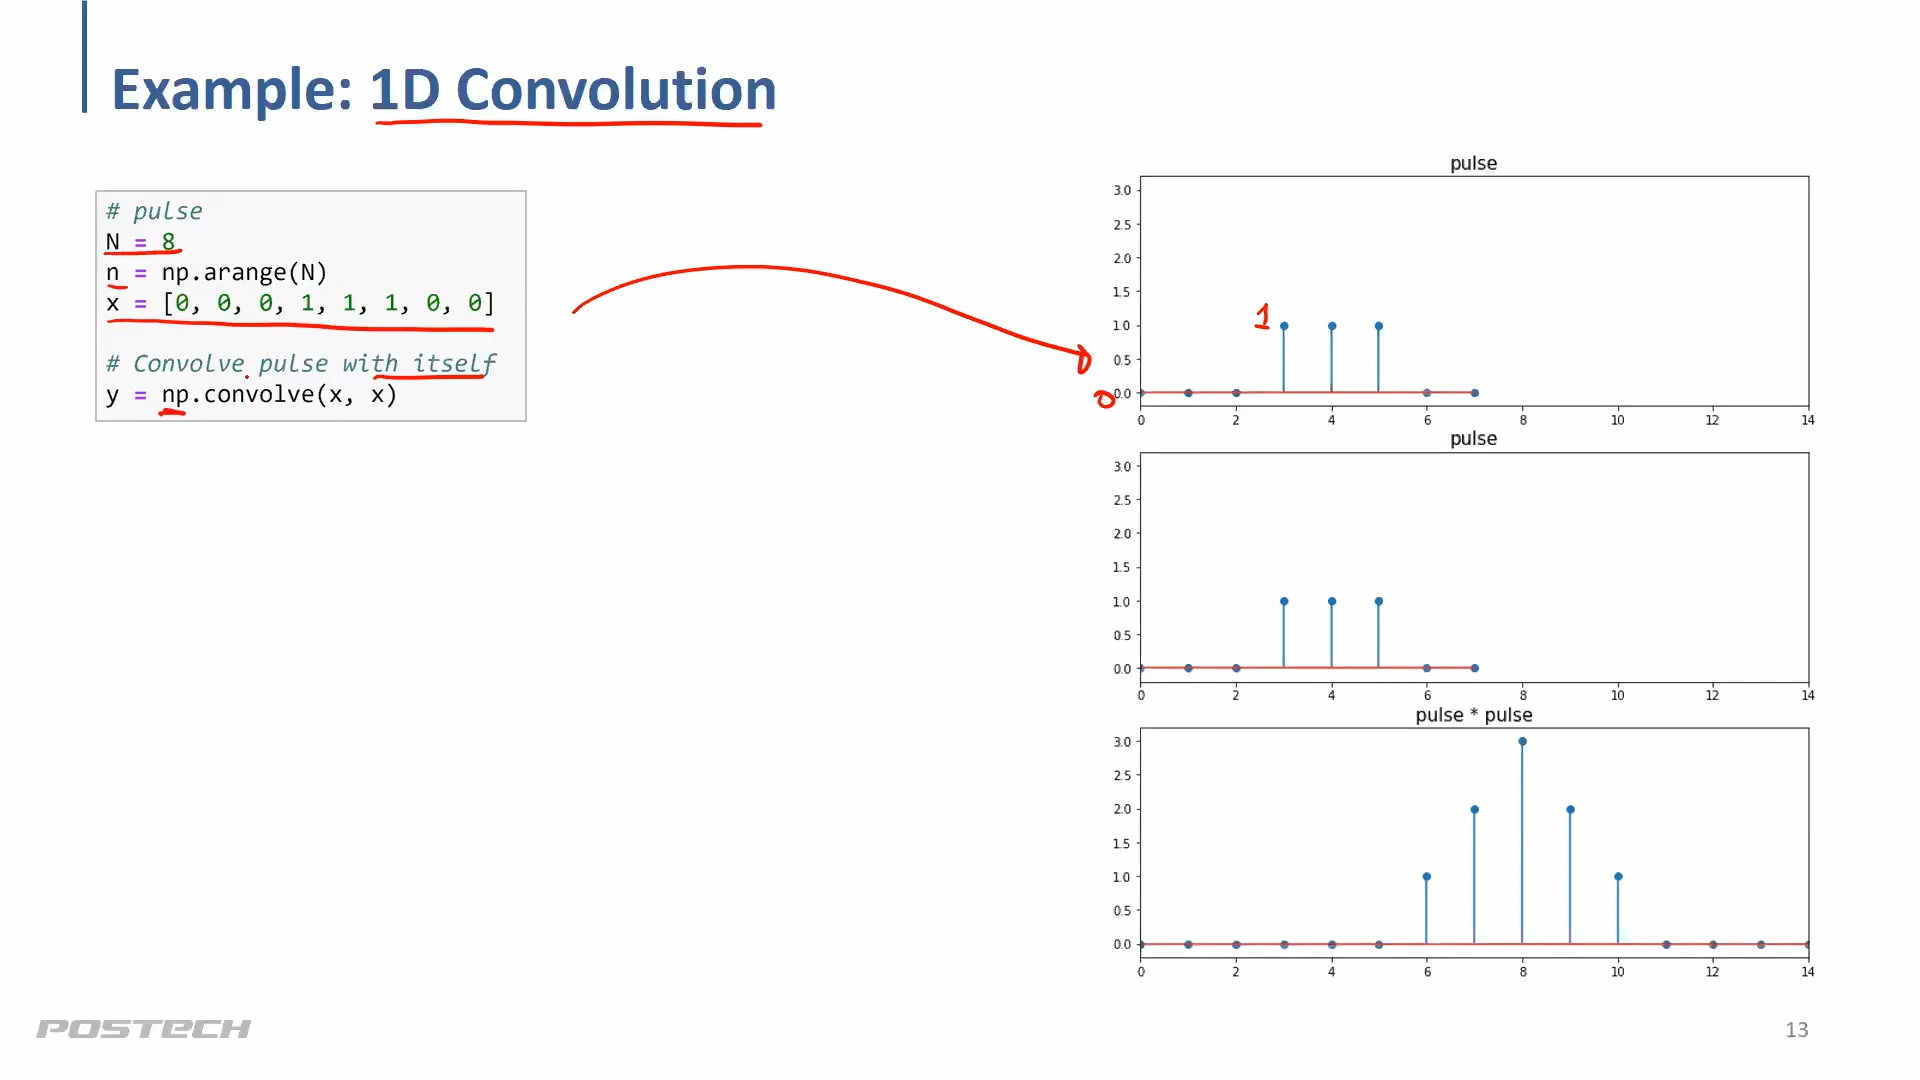 Example: 1D Convolution
# pulse
N = 8
n = np.arange(N)
x = [0, 0, 0, 1, 1, 1, 0, 0]
# Convolve pulse with itself
y = np.convolve(x, x)
pulse
3.0
2.5
2.0
1.5
1
1.0
0.5
0
0.0
0 2 4 6 8 10 12 14
pulse
3.0
2.5
2.0
1.5
1.0
0.5
0.0
0 2 4 6 8 10 12 14
pulse * pulse
3.0
2.5
2.0
1.5
1.0
0.5
0.0
0 2 4 6 8 10 12 14
POSTECH
13